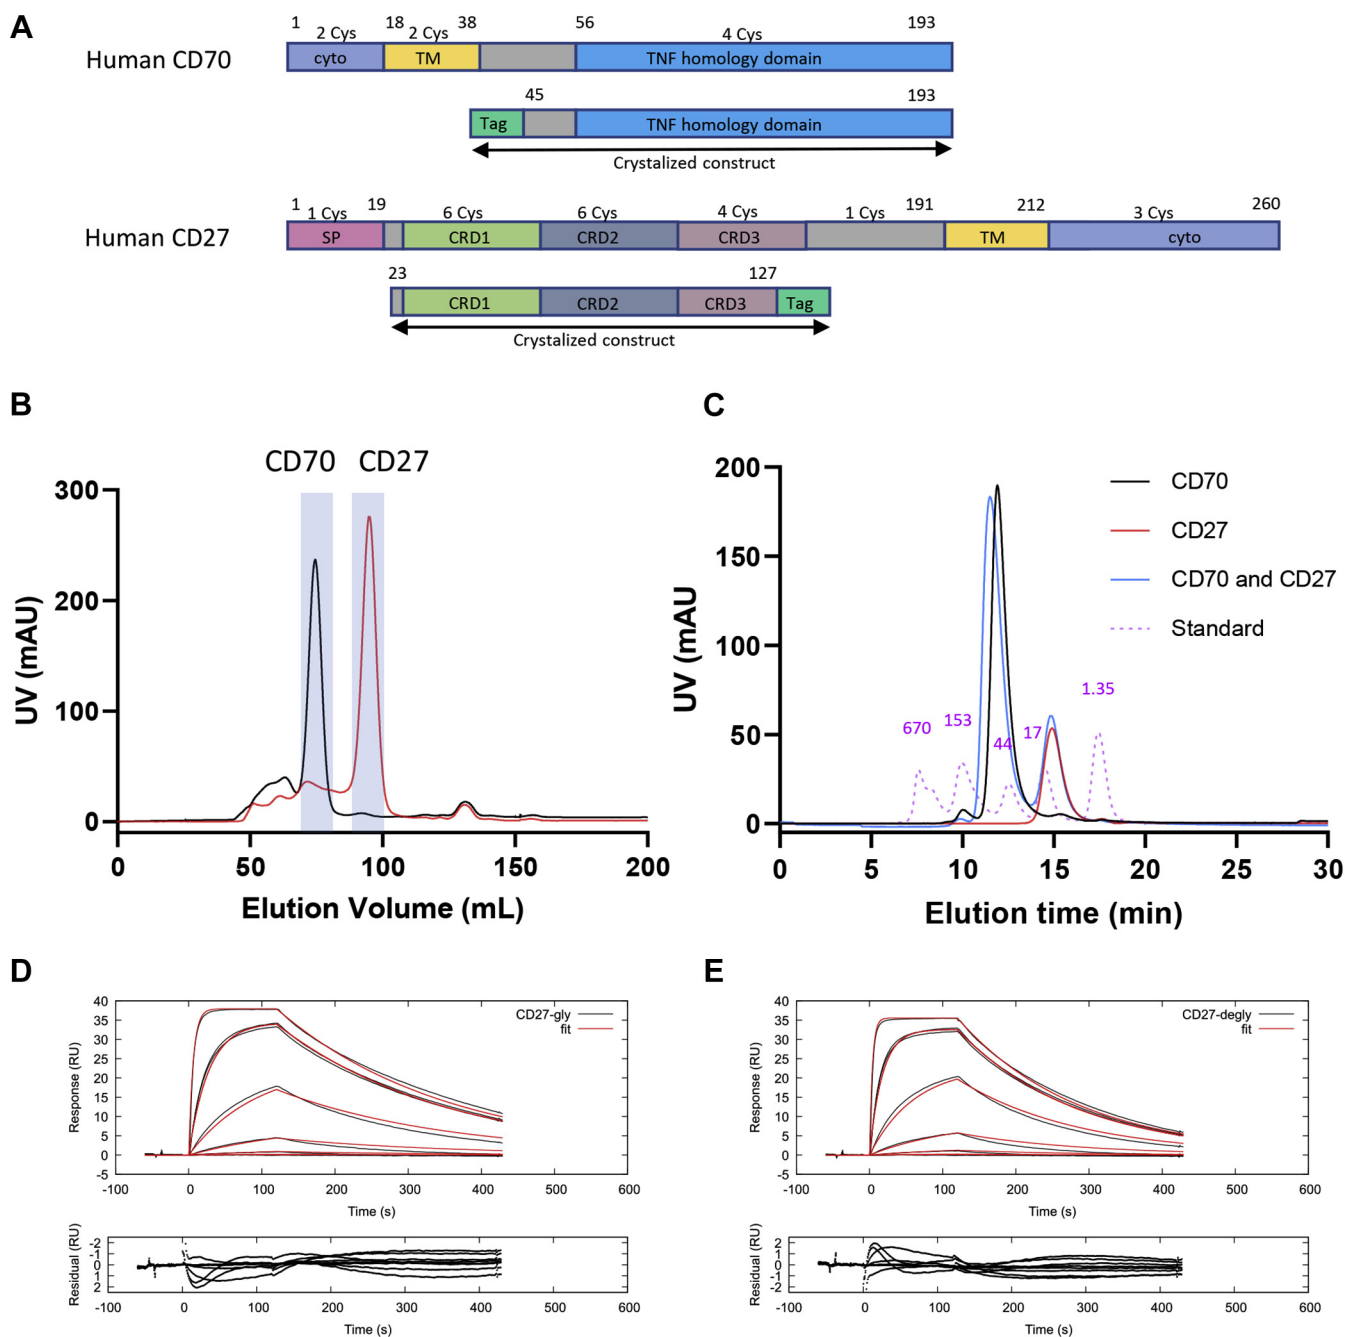 A
1 18 38 56 193
2 Cys 2 Cys 4 Cys
Human CD70 cyto TM TNF homology domain
45 193
Tag TNF homology domain
Crystalized construct
1 19 191 212 260
1 Cys 6 Cys 6 Cys 4 Cys 1 Cys 3 Cys
Human CD27 SP CRD1 CRD2 CRD3 TM cyto
23 127
CRD1 CRD2 CRD3 Tag
Crystalized construct
B
CD70 CD27
300
200
100
0
UV (mAU)
0 50 100 150 200
Elution Volume (mL)
C
200
150
100
50
0
UV (mAU
CD70
CD27
CD70 and CD27
Standard
670 153 44 17 1.35
0 5 10 15 20 25 30
Elution time (min)
D
40
35
30
25
20
15
10
5
0
-5
Response (RU)
CD27-gly
fit
-100 0 100 200 300 400 500 600
Time (s)
-2
-1
0
1
2
Residual (RU)
-100 0 100 200 300 400 500 600
Time (s)
E
40
35
30
25
20
15
10
5
0
-5
Response (RU)
CD27-degly
fit
-100 0 100 200 300 400 500 600
Time (s)
2
1
0
-1
-2
Residual (RU)
-100 0 100 200 300 400 500 600
Time (s)